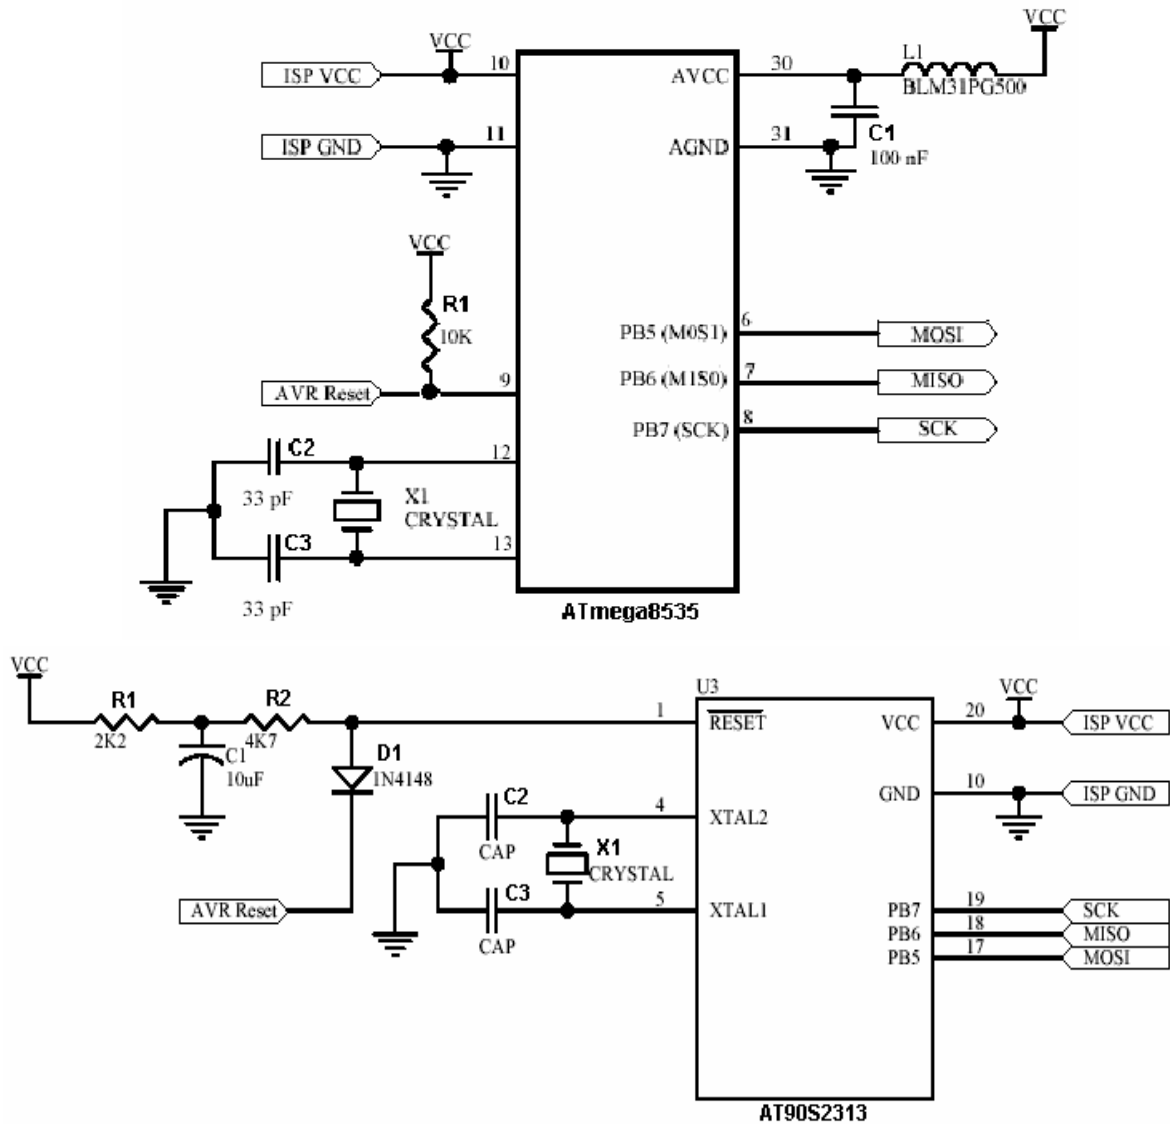 VCC
ISP VCC
10
ISP GND
11
AVCC
30
L1
BLM31PG500
VCC
AGND
31
C1
100 nF
VCC
R1
10K
AVR Reset
9
PB5 (M0S1)
6
MOSI
PB6 (M1S0)
7
MISO
PB7 (SCK)
8
SCK
C2
33 pF
12
X1
CRYSTAL
C3
33 pF
13
ATmega8535
VCC
R1
2K2
R2
4K7
C1
10uF
D1
1N4148
AVR Reset
U3
1
RESET
VCC
20
VCC
ISP VCC
GND
10
ISP GND
C2
CAP
4
XTAL2
X1
CRYSTAL
C3
CAP
5
XTAL1
PB7
19
SCK
PB6
18
MISO
PB5
17
MOSI
AT90S2313